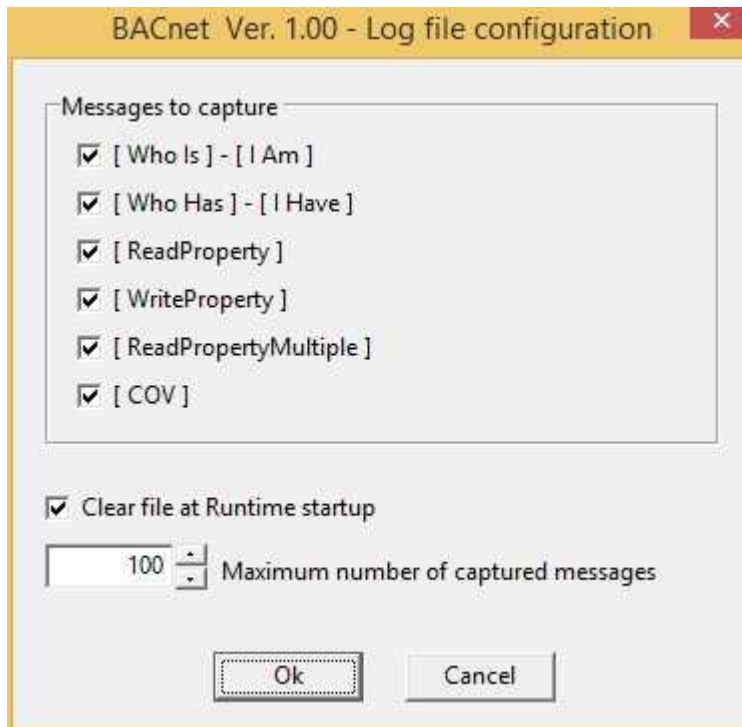 BACnet Ver. 1.00 - Log file configuration
Messages to capture
[ Who Is ] - [ I Am ]
[ Who Has ] - [ I Have ]
[ ReadProperty ]
[ WriteProperty ]
[ ReadPropertyMultiple ]
[ COV ]
Clear file at Runtime startup
100 Maximum number of captured messages
Ok Cancel